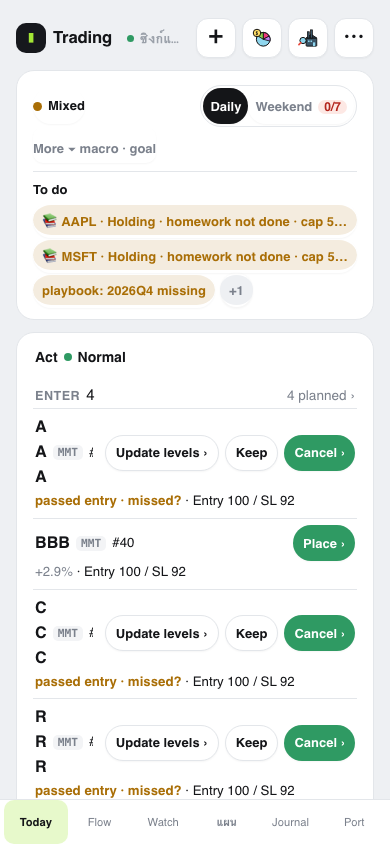 Trading
ซิงก์แ...
Mixed
Daily Weekend 0/7
More macro · goal
To do
AAPL · Holding · homework not done · cap 5…
MSFT · Holding · homework not done · cap 5…
playbook: 2026Q4 missing +1
Act Normal
ENTER 4 4 planned ›
A
A MMT Update levels › Keep Cancel ›
A
passed entry · missed? · Entry 100 / SL 92
BBB MMT #40 Place ›
+2.9% · Entry 100 / SL 92
C
C MMT Update levels › Keep Cancel ›
C
passed entry · missed? · Entry 100 / SL 92
R
R MMT Update levels › Keep Cancel ›
R
passed entry · missed? · Entry 100 / SL 92
Today Flow Watch แผน Journal Port